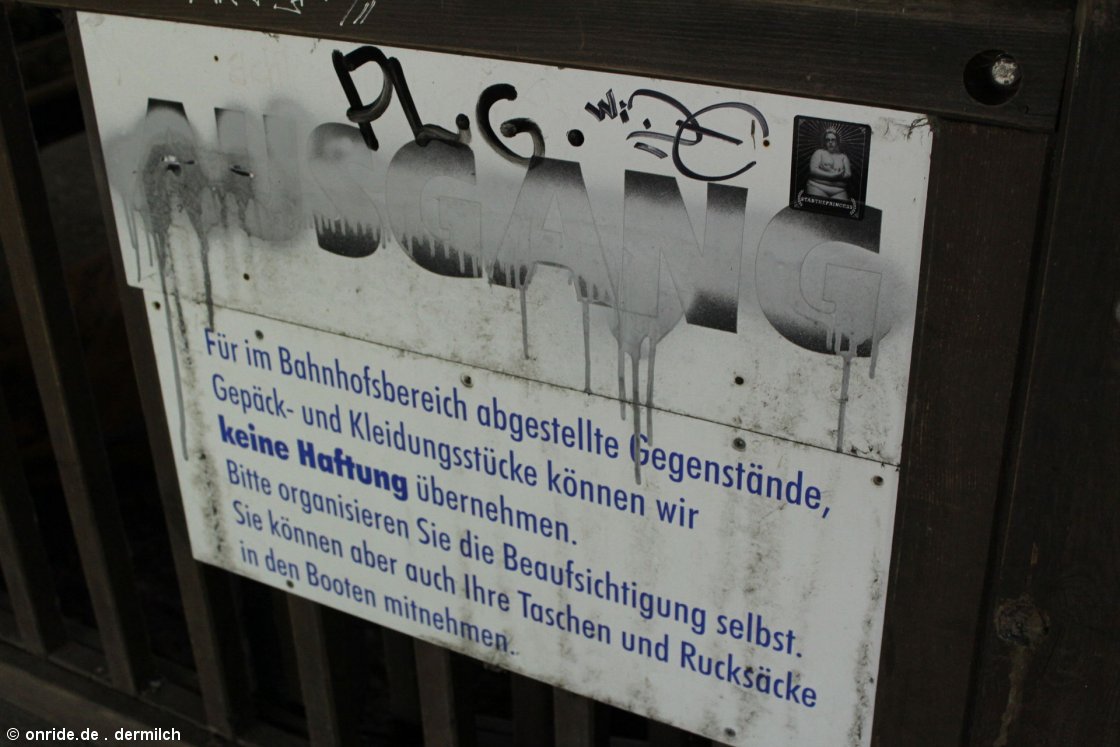 PL.G.
AUSGANG
Für im Bahnhofsbereich abgestellte Gegenstände,
Gepäck- und Kleidungsstücke können wir
keine Haftung übernehmen.
Bitte organisieren Sie die Beaufsichtigung selbst.
Sie können aber auch Ihre Taschen und Rucksäcke
in den Booten mitnehmen.
© onride.de . dermilch